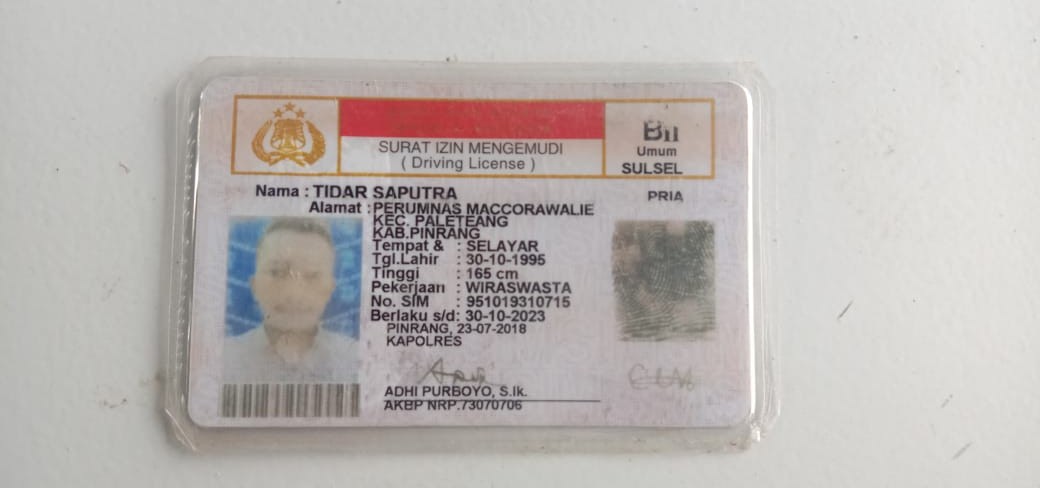 SURAT IZIN MENGEMUDI
( Driving License )
BII
Umum
SULSEL
Nama : TIDAR SAPUTRA
PRIA
Alamat : PERUMNAS MACCORAWALIE
KEC. PALETEANG
KAB.PINRANG
Tempat & : SELAYAR
Tgl.Lahir : 30-10-1995
Tinggi : 165 cm
Pekerjaan : WIRASWASTA
No. SIM : 951019310715
Berlaku s/d: 30-10-2023
PINRANG, 23-07-2018
KAPOLRES
ADHI PURBOYO, S.Ik.
AKBP NRP.73070706